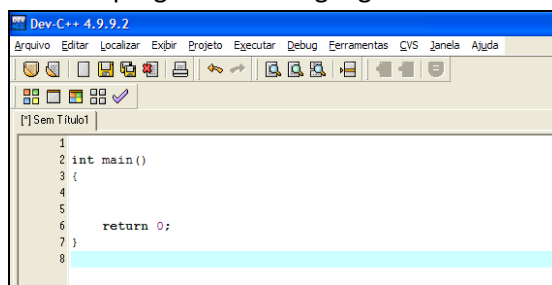 Dev-C++ 4.9.9.2
Arquivo Editar Localizar Exibir Projeto Executar Debug Ferramentas CVS Janela Ajuda
[*] Sem Título1
1
2 int main()
3 {
4
5
6 return 0;
7 }
8